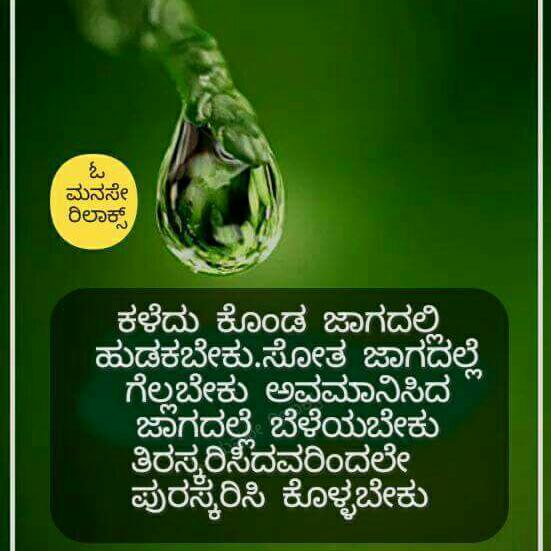 ಓ
ಮನಸೇ
ರಿಲಾಕ್ಸ್
ಕಳೆದು ಕೊಂಡ ಜಾಗದಲ್ಲಿ
ಹುಡಕಬೇಕು.ಸೋತ ಜಾಗದಲ್ಲೆ
ಗೆಲ್ಲಬೇಕು ಅವಮಾನಿಸಿದ
ಜಾಗದಲ್ಲೆ ಬೆಳೆಯಬೇಕು
ತಿರಸ್ಕರಿಸಿದವರಿಂದಲೇ
ಪುರಸ್ಕರಿಸಿ ಕೊಳ್ಳಬೇಕು